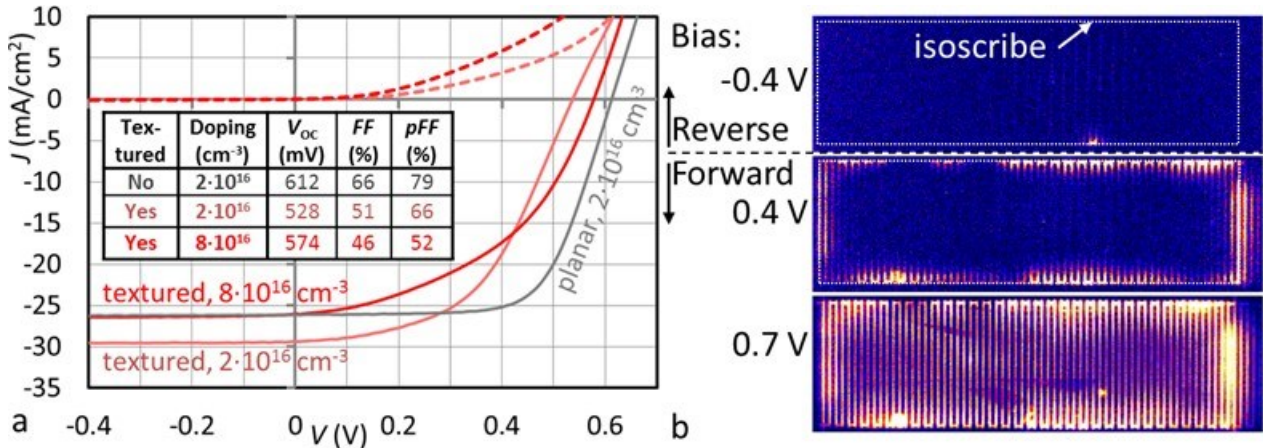 10
5
0
-5
-10
-15
-20
-25
-30
-35
J (mA/cm²)
Tex-
tured
Doping
(cm⁻³)
V_OC
(mV)
FF
(%)
pFF
(%)
No 2·10¹⁶ 612 66 79
Yes 2·10¹⁶ 528 51 66
Yes 8·10¹⁶ 574 46 52
planar, 2·10¹⁶ cm⁻³
textured, 8·10¹⁶ cm⁻³
textured, 2·10¹⁶ cm⁻³
-0.4 -0.2 0 0.2 0.4 0.6
V (V)
a
Bias:
-0.4 V
isoscribe
Reverse
Forward
0.4 V
0.7 V
b